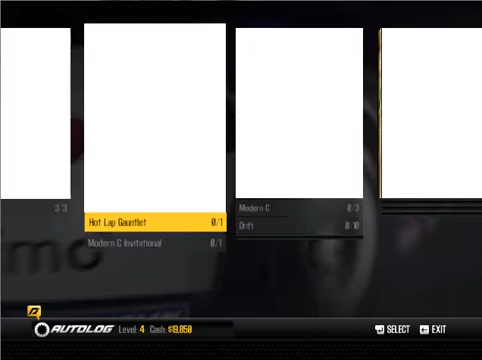 3/3
Hot Lap Gauntlet 0/1
Modern C Invitational 0/1
Modern C 0/3
Drift 0/10
AUTOLOG Level: 4 Cash: $19,850 SELECT EXIT